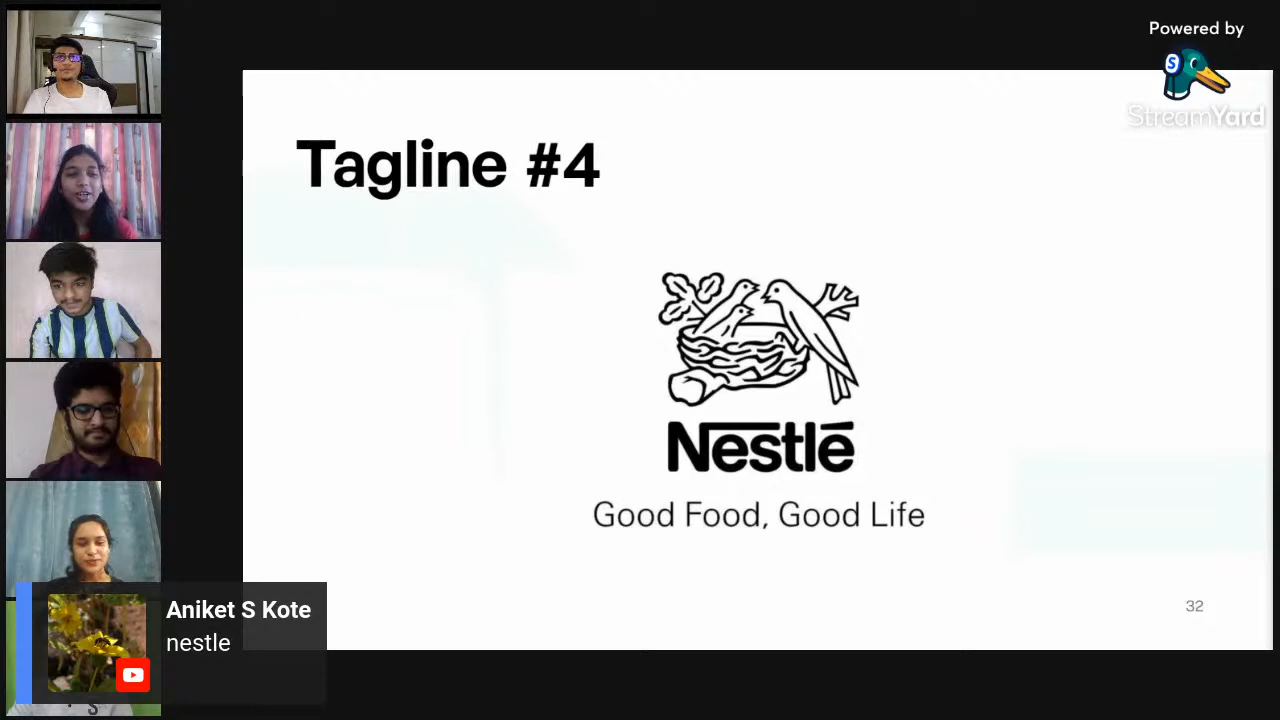 Powered by
S
StreamYard
Tagline #4
Nestlé
Good Food, Good Life
32
Aniket S Kote
nestle
S